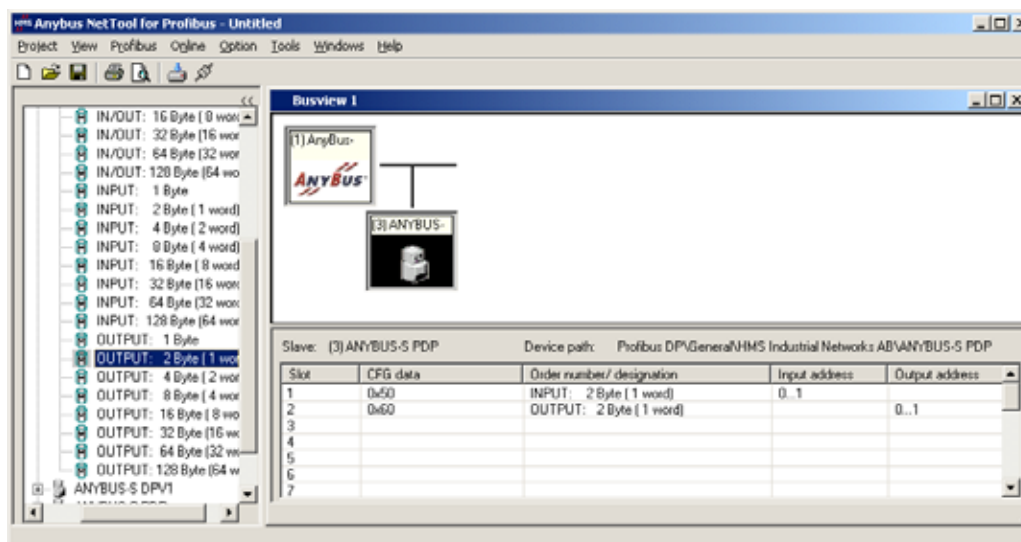 HMS Anybus NetTool for Profibus - Untitled
Project View Profibus Online Option Tools Windows Help
<<
IN/OUT: 16 Byte ( 8 word
IN/OUT: 32 Byte (16 wor
IN/OUT: 64 Byte (32 wor
IN/OUT: 128 Byte (64 wo
INPUT: 1 Byte
INPUT: 2 Byte ( 1 word)
INPUT: 4 Byte ( 2 word)
INPUT: 8 Byte ( 4 word)
INPUT: 16 Byte ( 8 word
INPUT: 32 Byte (16 word
INPUT: 64 Byte (32 word
INPUT: 128 Byte (64 wor
OUTPUT: 1 Byte
OUTPUT: 2 Byte ( 1 wor
OUTPUT: 4 Byte ( 2 wor
OUTPUT: 8 Byte ( 4 wor
OUTPUT: 16 Byte ( 8 wo
OUTPUT: 32 Byte (16 wo
OUTPUT: 64 Byte (32 wo
OUTPUT: 128 Byte (64 w
ANYBUS-S DPV1
Busview 1
(1) AnyBus-
ANYBUS
(3) ANYBUS-
Slave: (3) ANYBUS-S PDP Device path: Profibus DP\General\HMS Industrial Networks AB\ANYBUS-S PDP
Slot CFG data Order number/ designation Input address Output address
1 0x50 INPUT: 2 Byte ( 1 word) 0...1
2 0x60 OUTPUT: 2 Byte ( 1 word) 0...1
3
4
5
6
7